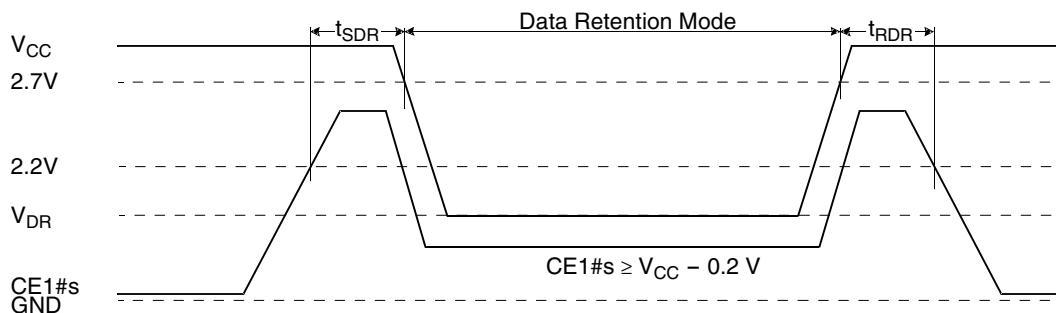 Data Retention Mode
tSDR
tRDR
VCC
2.7V
2.2V
VDR
CE1#s ≥ VCC − 0.2 V
CE1#s
GND